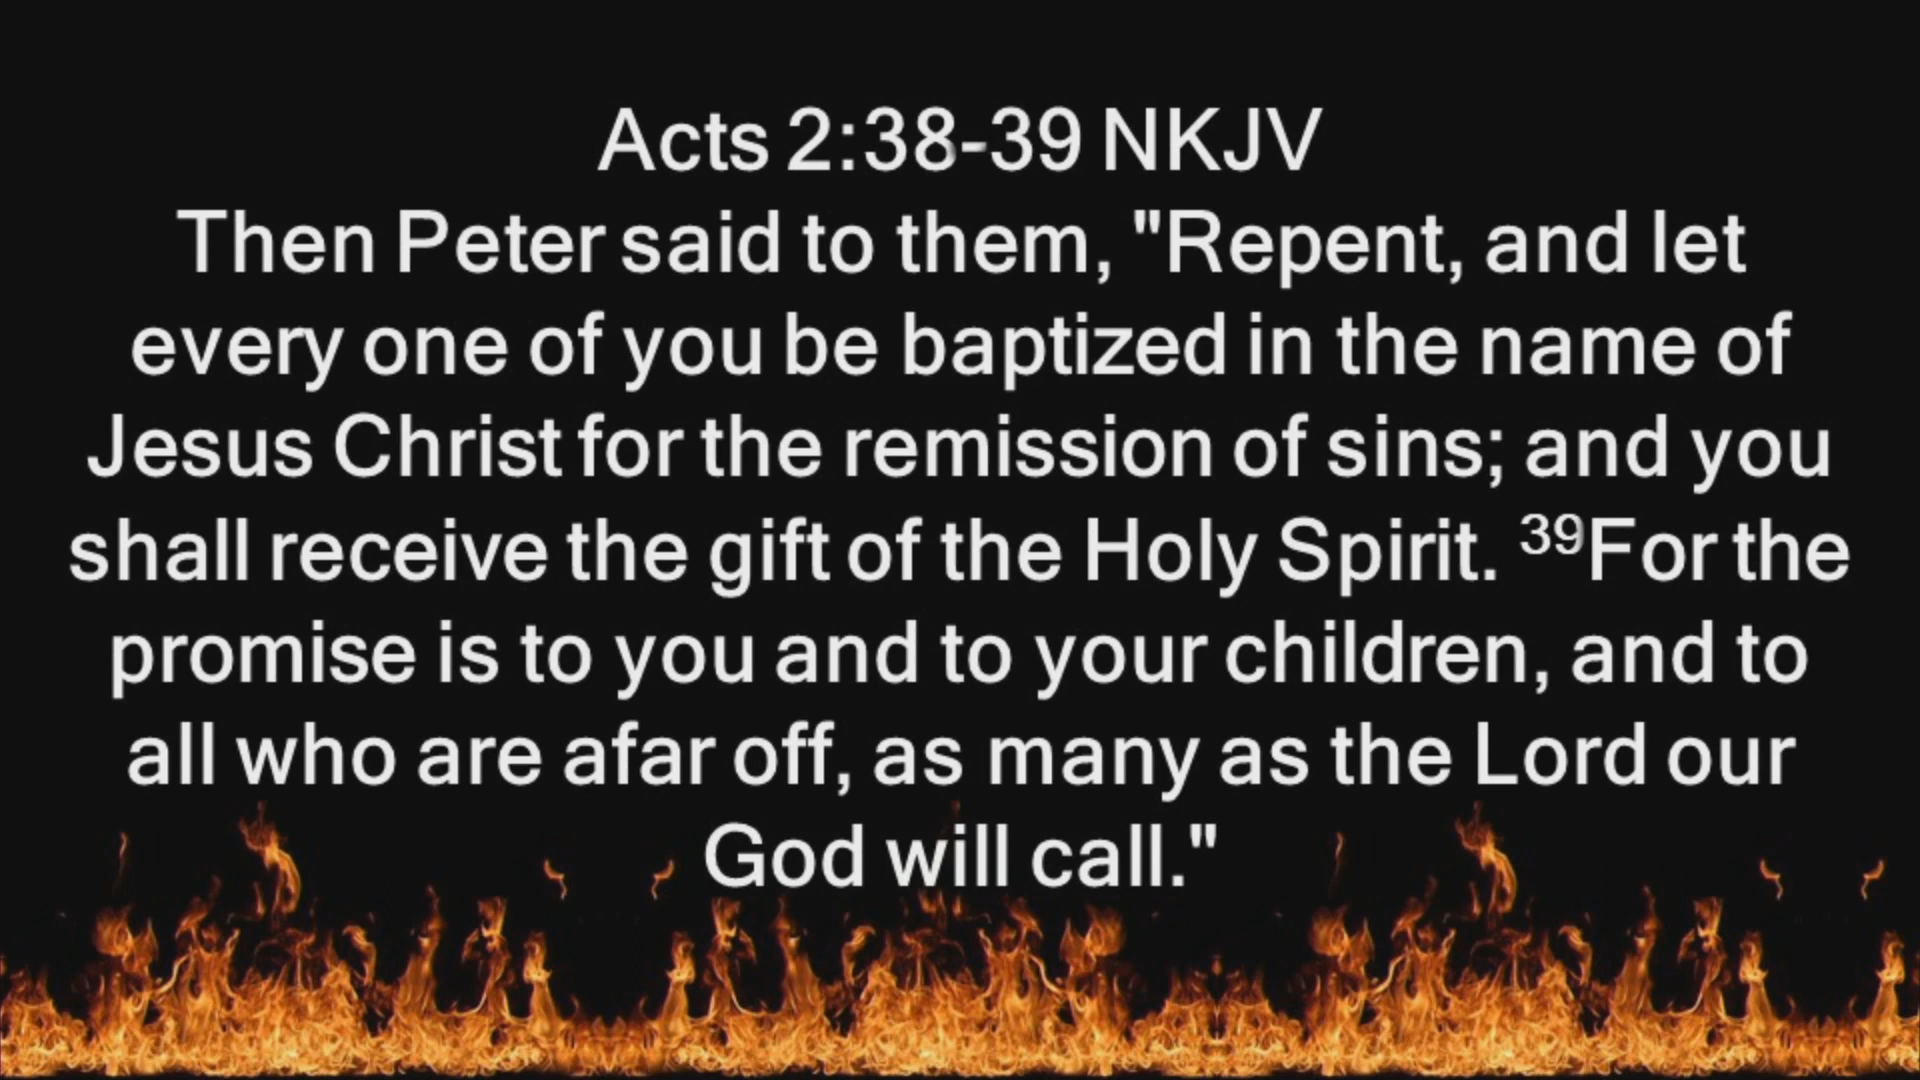 Acts 2:38-39 NKJV
Then Peter said to them, "Repent, and let
every one of you be baptized in the name of
Jesus Christ for the remission of sins; and you
shall receive the gift of the Holy Spirit. ³⁹For the
promise is to you and to your children, and to
all who are afar off, as many as the Lord our
God will call."